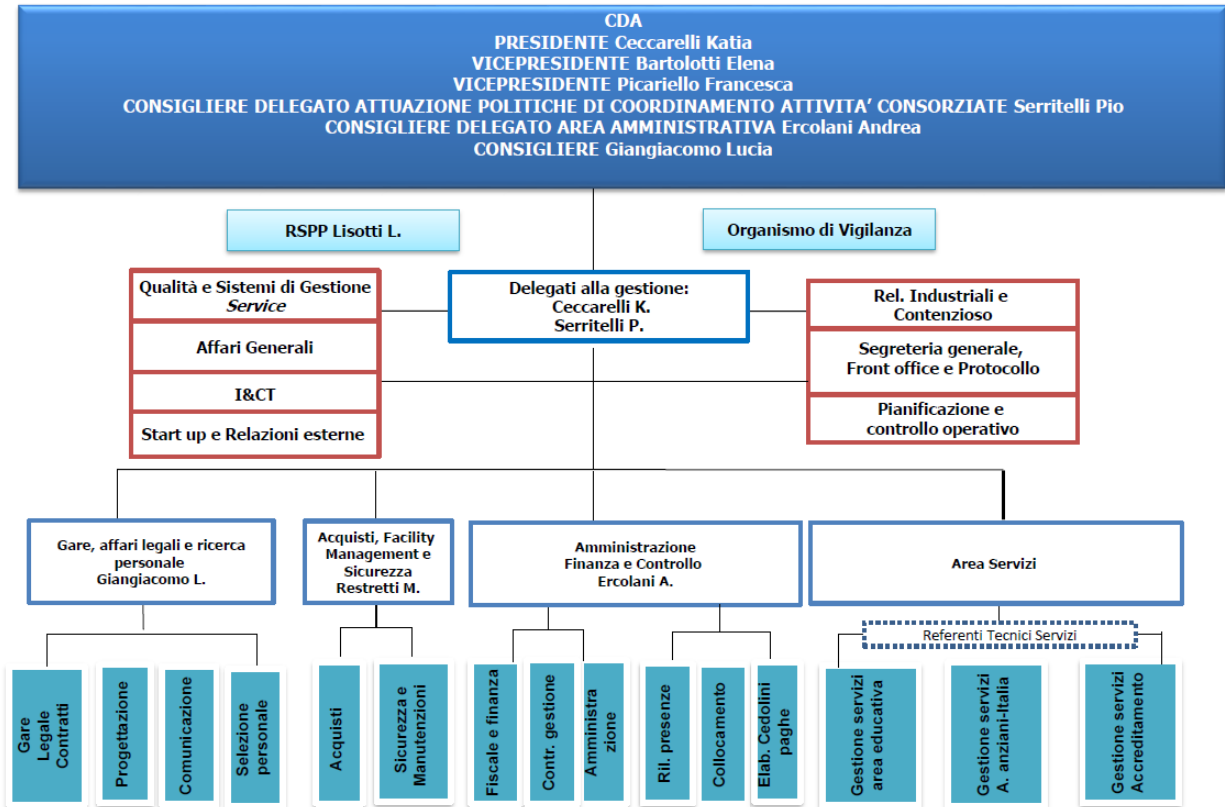 CDA
PRESIDENTE Ceccarelli Katia
VICEPRESIDENTE Bartolotti Elena
VICEPRESIDENTE Picariello Francesca
CONSIGLIERE DELEGATO ATTUAZIONE POLITICHE DI COORDINAMENTO ATTIVITA’ CONSORZIATE Serritelli Pio
CONSIGLIERE DELEGATO AREA AMMINISTRATIVA Ercolani Andrea
CONSIGLIERE Giangiacomo Lucia
RSPP Lisotti L.
Organismo di Vigilanza
Qualità e Sistemi di Gestione
Service
Affari Generali
I&CT
Start up e Relazioni esterne
Delegati alla gestione:
Ceccarelli K.
Serritelli P.
Rel. Industriali e
Contenzioso
Segreteria generale,
Front office e Protocollo
Pianificazione e
controllo operativo
Gare, affari legali e ricerca
personale
Giangiacomo L.
Acquisti, Facility
Management e
Sicurezza
Restretti M.
Amministrazione
Finanza e Controllo
Ercolani A.
Area Servizi
Referenti Tecnici Servizi
Gare
Legale
Contratti
Progettazione
Comunicazione
Selezione
personale
Acquisti
Sicurezza e
Manutenzioni
Fiscale e finanza
Contr. gestione
Amministra
zione
Ril. presenze
Collocamento
Elab. Cedolini
paghe
Gestione servizi
area educativa
Gestione servizi
A. anziani-Italia
Gestione servizi
Accreditamento